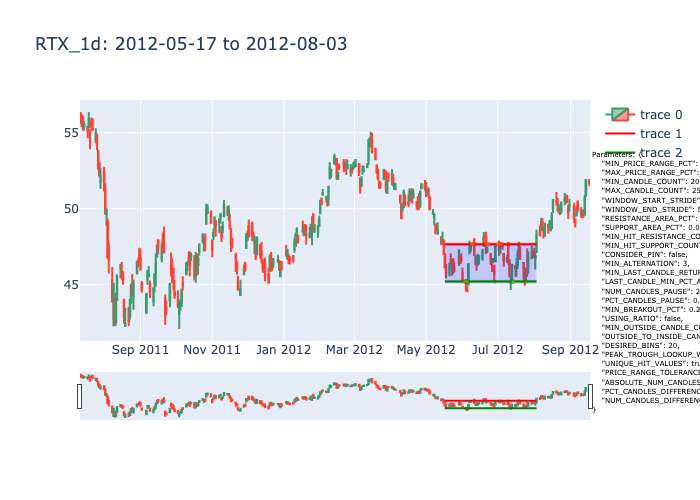 RTX_1d: 2012-05-17 to 2012-08-03
trace 0
trace 1
trace 2
Parameters: {
"MIN_PRICE_RANGE_PCT":
"MAX_PRICE_RANGE_PCT":
"MIN_CANDLE_COUNT": 20
"MAX_CANDLE_COUNT": 25
"WINDOW_START_STRIDE":
"WINDOW_END_STRIDE": 5
"RESISTANCE_AREA_PCT":
"SUPPORT_AREA_PCT": 0.0
"MIN_HIT_RESISTANCE_CO
"MIN_HIT_SUPPORT_COUNT
"CONSIDER_PIN": false,
"MIN_ALTERNATION": 3,
"MIN_LAST_CANDLE_RETUR
"LAST_CANDLE_MIN_PCT_A
"NUM_CANDLES_PAUSE": 2
"PCT_CANDLES_PAUSE": 0.
"MIN_BREAKOUT_PCT": 0.2
"USING_RATIO": false,
"MIN_OUTSIDE_CANDLE_CO
"OUTSIDE_TO_INSIDE_CAN
"DESIRED_BINS": 20,
"PEAK_TROUGH_LOOKUP_W
"UNIQUE_HIT_VALUES": tru
"PRICE_RANGE_TOLERANC
"ABSOLUTE_NUM_CANDLES
"PCT_CANDLES_DIFFERENC
"NUM_CANDLES_DIFFEREN
}
55
50
45
Sep 2011
Nov 2011
Jan 2012
Mar 2012
May 2012
Jul 2012
Sep 2012